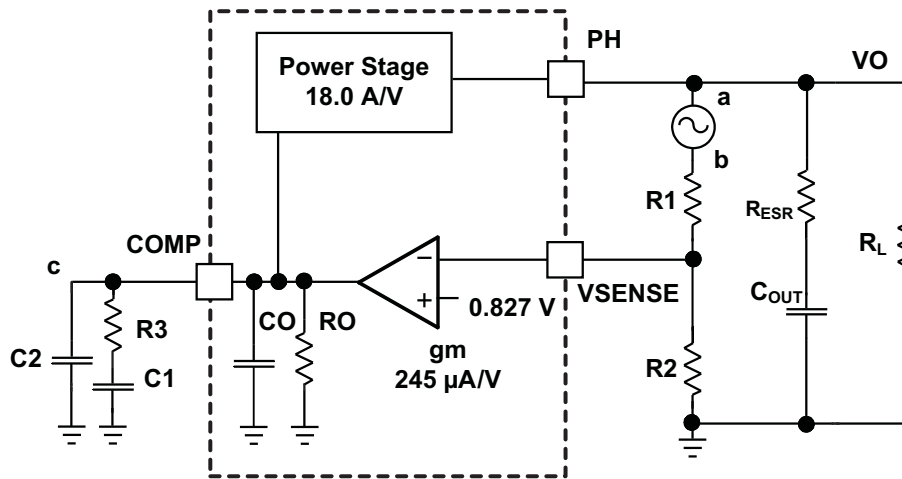 PH
Power Stage
18.0 A/V
VO
a
b
R1
RESR
RL
COMP
c
VSENSE
0.827 V
R3
CO
RO
COUT
C2
C1
gm
245 µA/V
R2